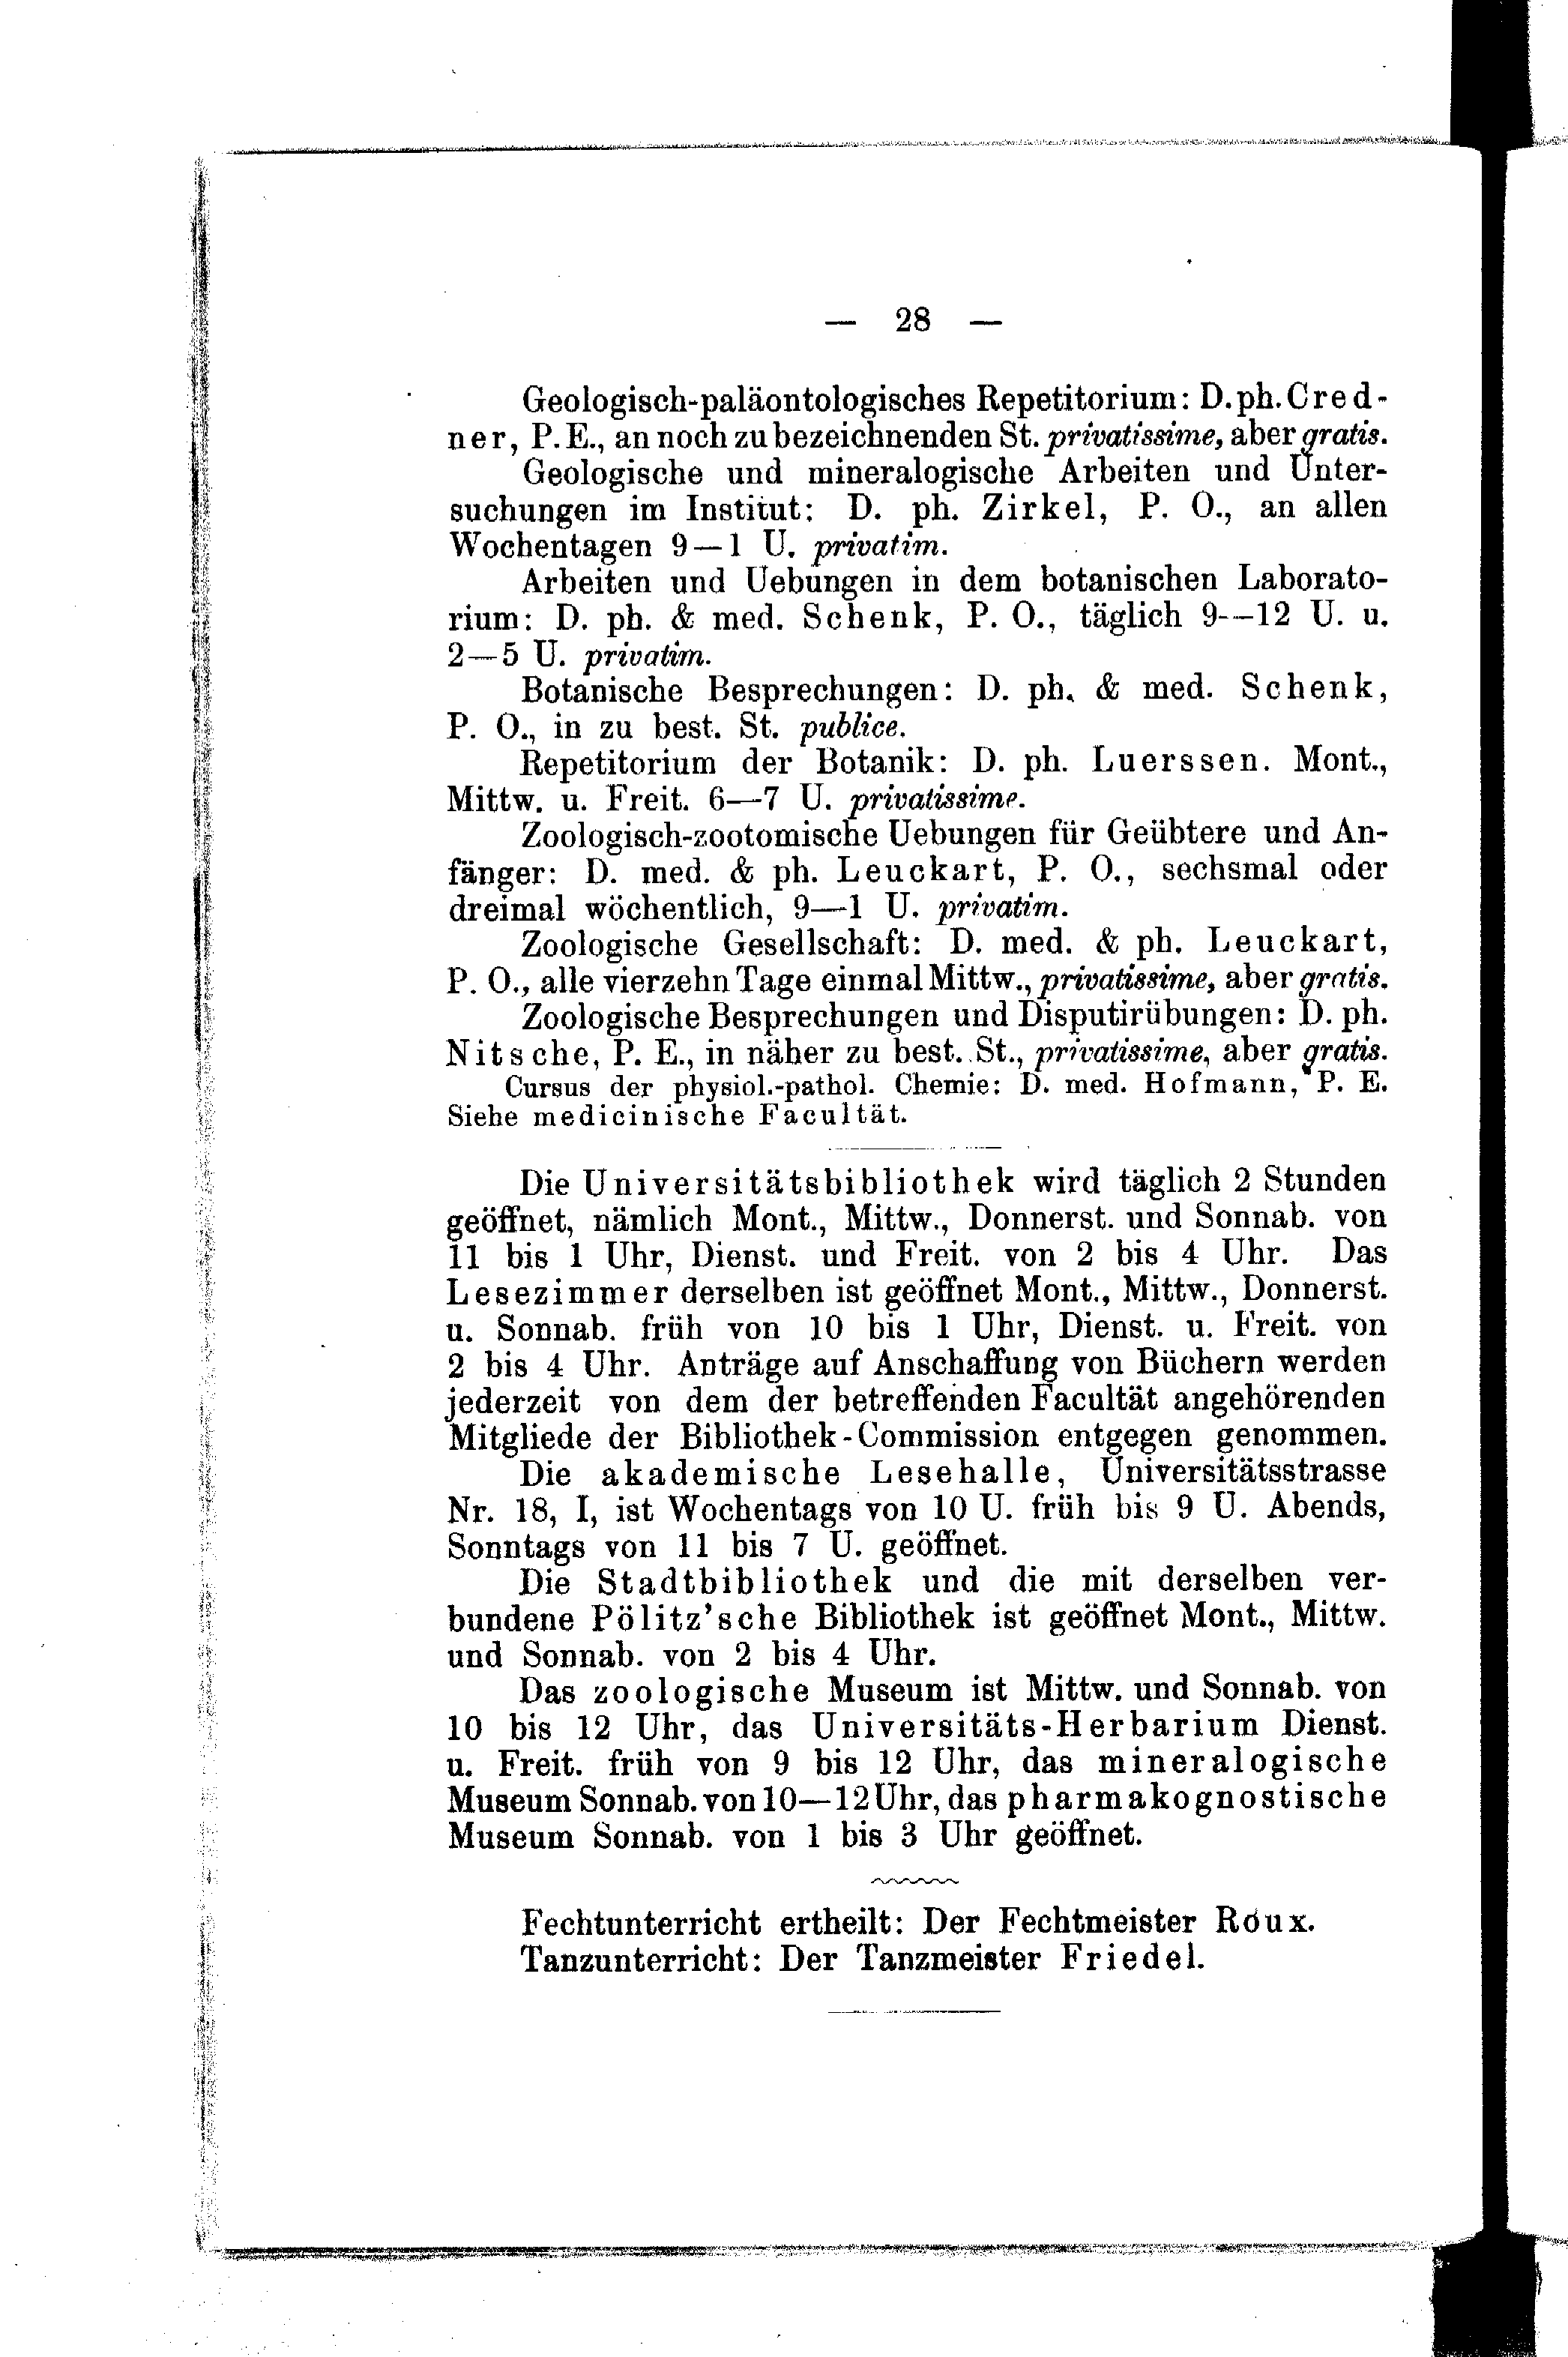 — 28 —
Geologisch-paläontologisches Repetitorium: D. ph. Cred-
ner, P. E., an noch zu bezeichnenden St. privatissime, aber gratis.
Geologische und mineralogische Arbeiten und Unter-
suchungen im Institut: D. ph. Zirkel, P. O., an allen
Wochentagen 9—1 U. privatim.
Arbeiten und Uebungen in dem botanischen Laborato-
rium: D. ph. & med. Schenk, P. O., täglich 9—12 U. u.
2—5 U. privatim.
Botanische Besprechungen: D. ph. & med. Schenk,
P. O., in zu best. St. publice.
Repetitorium der Botanik: D. ph. Luerssen. Mont.,
Mittw. u. Freit. 6—7 U. privatissime.
Zoologisch-zootomische Uebungen für Geübtere und An-
fänger: D. med. & ph. Leuckart, P. O., sechsmal oder
dreimal wöchentlich, 9—1 U. privatim.
Zoologische Gesellschaft: D. med. & ph. Leuckart,
P. O., alle vierzehn Tage einmal Mittw., privatissime, aber gratis.
Zoologische Besprechungen und Disputirübungen: D. ph.
Nitsche, P. E., in näher zu best. St., privatissime, aber gratis.
Cursus der physiol.-pathol. Chemie: D. med. Hofmann, P. E.
Siehe medicinische Facultät.
Die Universitätsbibliothek wird täglich 2 Stunden
geöffnet, nämlich Mont., Mittw., Donnerst. und Sonnab. von
11 bis 1 Uhr, Dienst. und Freit. von 2 bis 4 Uhr. Das
Lesezimmer derselben ist geöffnet Mont., Mittw., Donnerst.
u. Sonnab. früh von 10 bis 1 Uhr, Dienst. u. Freit. von
2 bis 4 Uhr. Anträge auf Anschaffung von Büchern werden
jederzeit von dem der betreffenden Facultät angehörenden
Mitgliede der Bibliothek-Commission entgegen genommen.
Die akademische Lesehalle, Universitätsstrasse
Nr. 18, I, ist Wochentags von 10 U. früh bis 9 U. Abends,
Sonntags von 11 bis 7 U. geöffnet.
Die Stadtbibliothek und die mit derselben ver-
bundene Pölitz'sche Bibliothek ist geöffnet Mont., Mittw.
und Sonnab. von 2 bis 4 Uhr.
Das zoologische Museum ist Mittw. und Sonnab. von
10 bis 12 Uhr, das Universitäts-Herbarium Dienst.
u. Freit. früh von 9 bis 12 Uhr, das mineralogische
Museum Sonnab. von 10—12 Uhr, das pharmakognostische
Museum Sonnab. von 1 bis 3 Uhr geöffnet.
Fechtunterricht ertheilt: Der Fechtmeister Roux.
Tanzunterricht: Der Tanzmeister Friedel.